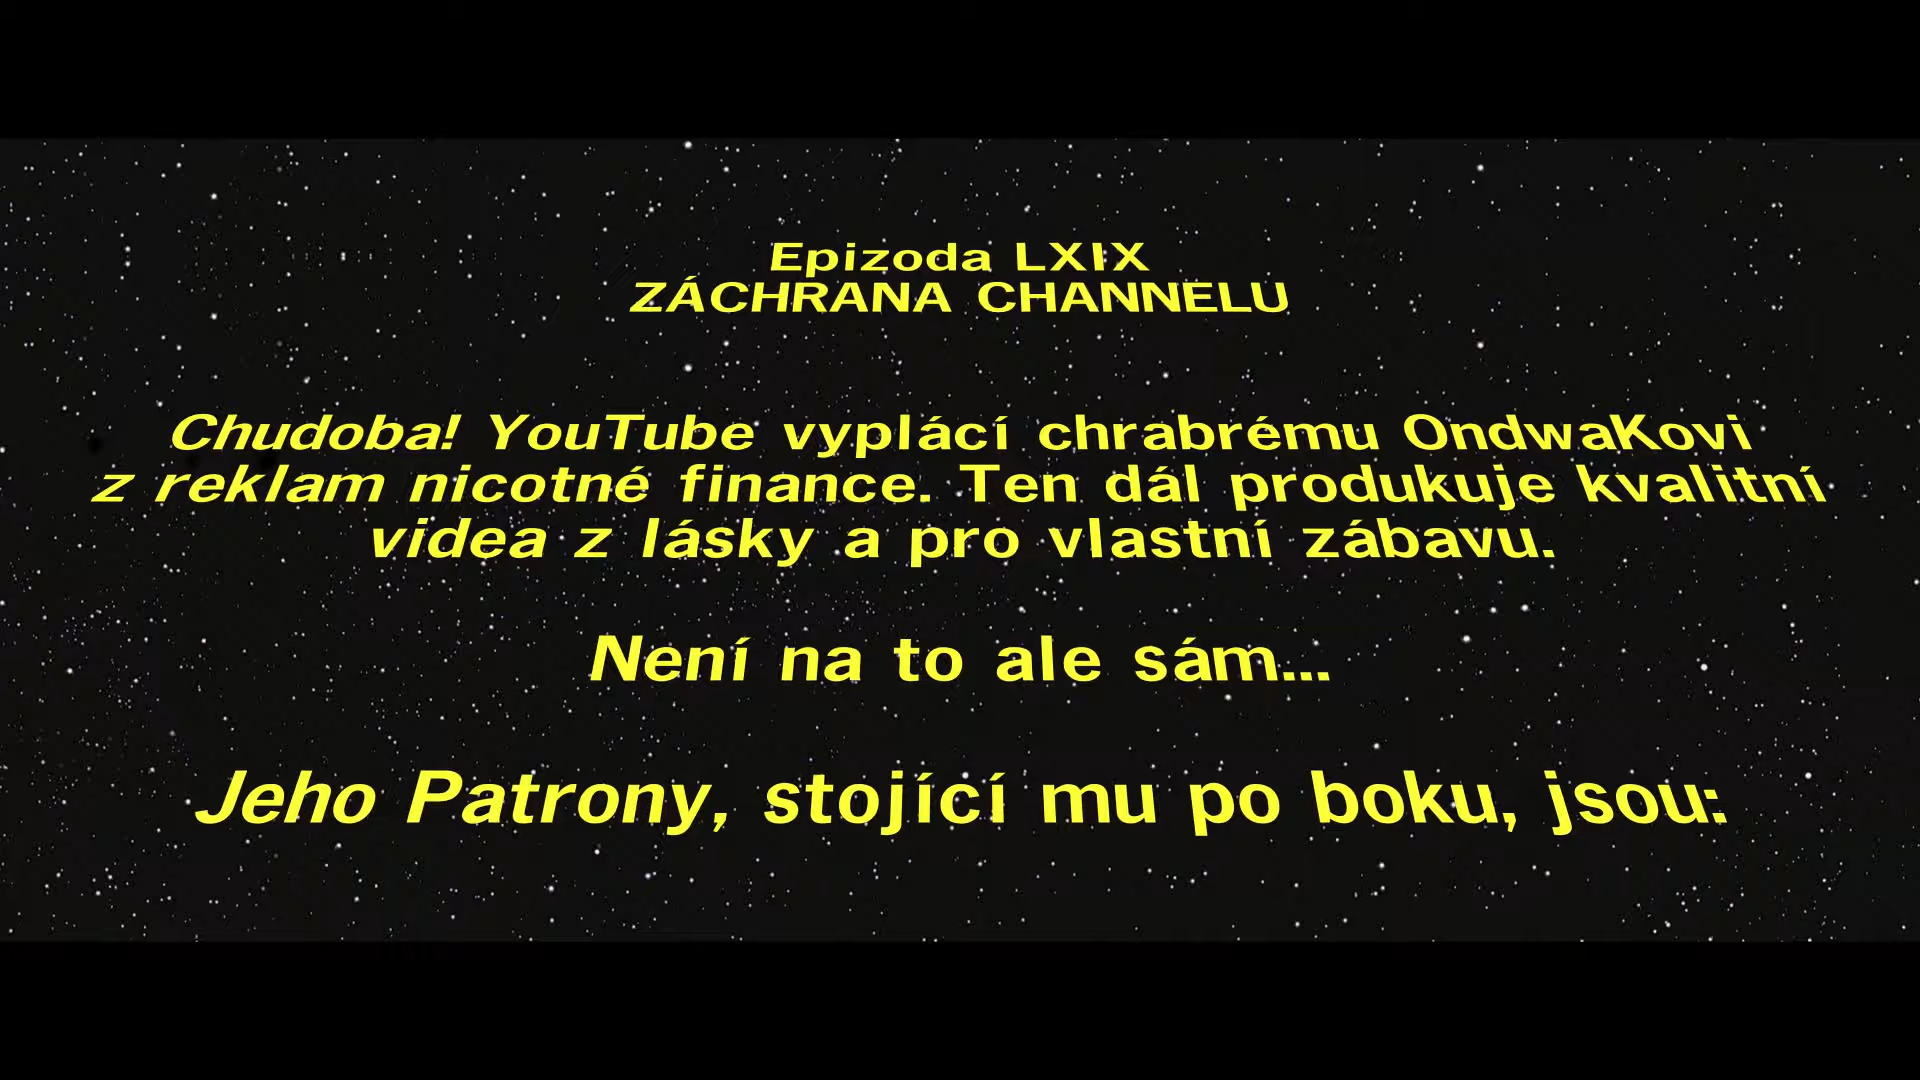 Epizoda LXIX
ZÁCHRANA CHANNELU
Chudoba! YouTube vyplácí chrabrému OndwaKovi
z reklam nicotné finance. Ten dál produkuje kvalitní
videa z lásky a pro vlastní zábavu.
Není na to ale sám...
Jeho Patrony, stojící mu po boku, jsou: